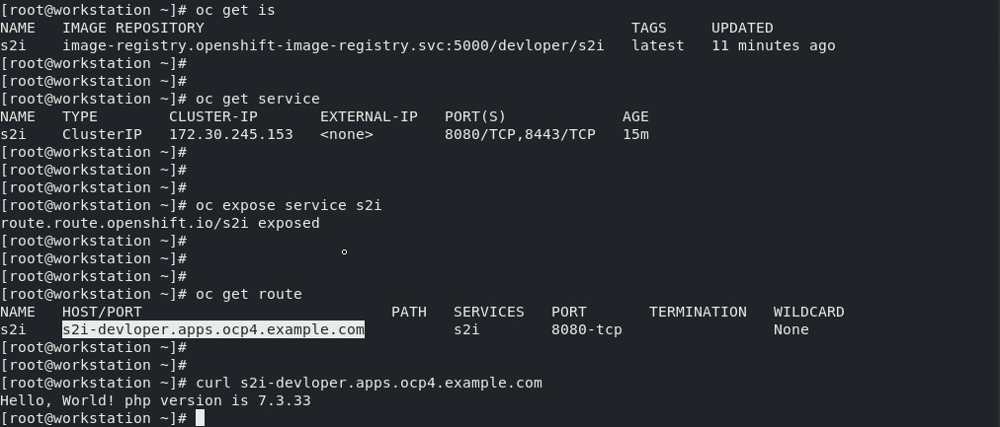 [root@workstation ~]# oc get is
NAME   IMAGE REPOSITORY                                                TAGS     UPDATED
s2i    image-registry.openshift-image-registry.svc:5000/devloper/s2i   latest   11 minutes ago
[root@workstation ~]#
[root@workstation ~]#
[root@workstation ~]# oc get service
NAME   TYPE        CLUSTER-IP       EXTERNAL-IP   PORT(S)             AGE
s2i    ClusterIP   172.30.245.153   <none>        8080/TCP,8443/TCP   15m
[root@workstation ~]#
[root@workstation ~]#
[root@workstation ~]#
[root@workstation ~]# oc expose service s2i
route.route.openshift.io/s2i exposed
[root@workstation ~]#
[root@workstation ~]#
[root@workstation ~]#
[root@workstation ~]# oc get route
NAME   HOST/PORT                            PATH   SERVICES   PORT       TERMINATION   WILDCARD
s2i    s2i-devloper.apps.ocp4.example.com          s2i        8080-tcp                 None
[root@workstation ~]#
[root@workstation ~]#
[root@workstation ~]# curl s2i-devloper.apps.ocp4.example.com
Hello, World! php version is 7.3.33
[root@workstation ~]#